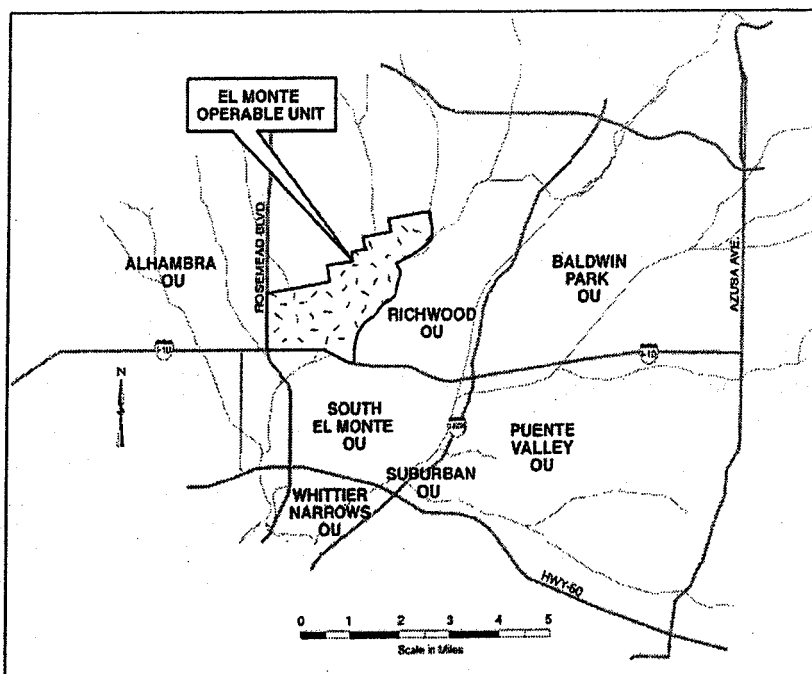 EL MONTE
OPERABLE UNIT
ROSEMEAD BLVD.
ALHAMBRA
OU
BALDWIN
PARK
OU
AZUSA AVE.
RICHWOOD
OU
I-10
I-10
N
SOUTH
EL MONTE
OU
PUENTE
VALLEY
OU
SUBURBAN
OU
WHITTIER
NARROWS
OU
HWY-60
0 1 2 3 4 5
Scale in Miles